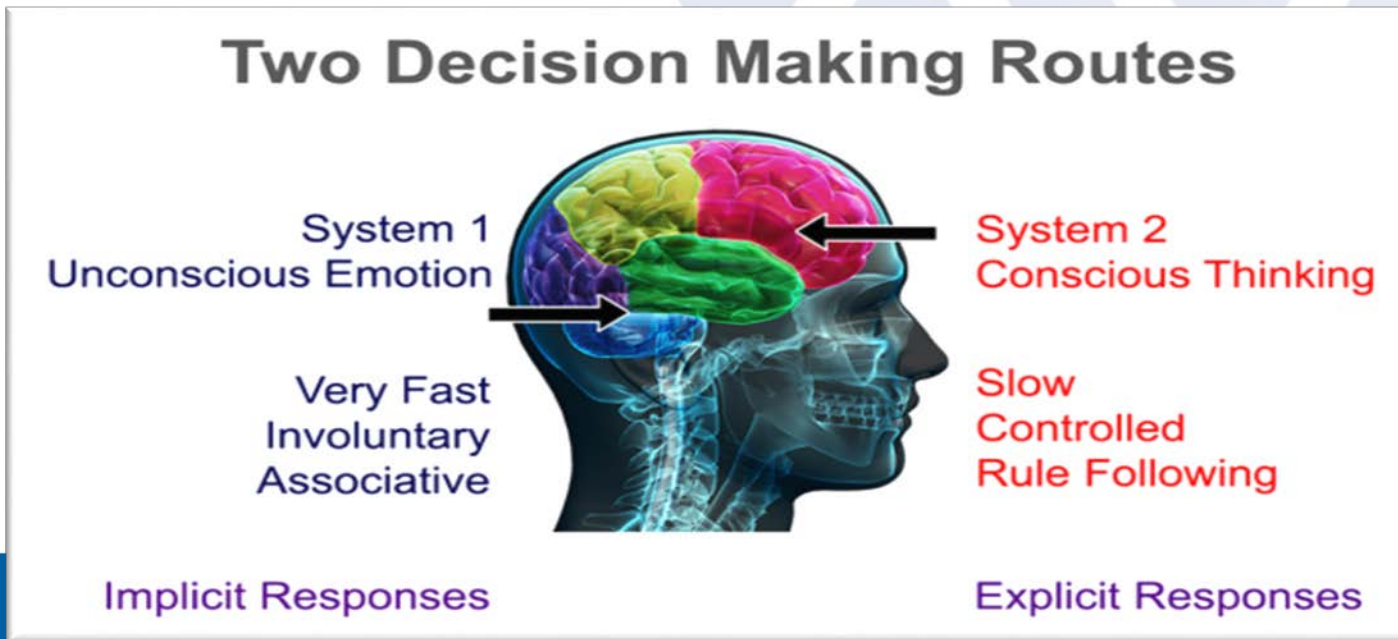 Two Decision Making Routes
System 1
Unconscious Emotion
Very Fast
Involuntary
Associative
Implicit Responses
System 2
Conscious Thinking
Slow
Controlled
Rule Following
Explicit Responses